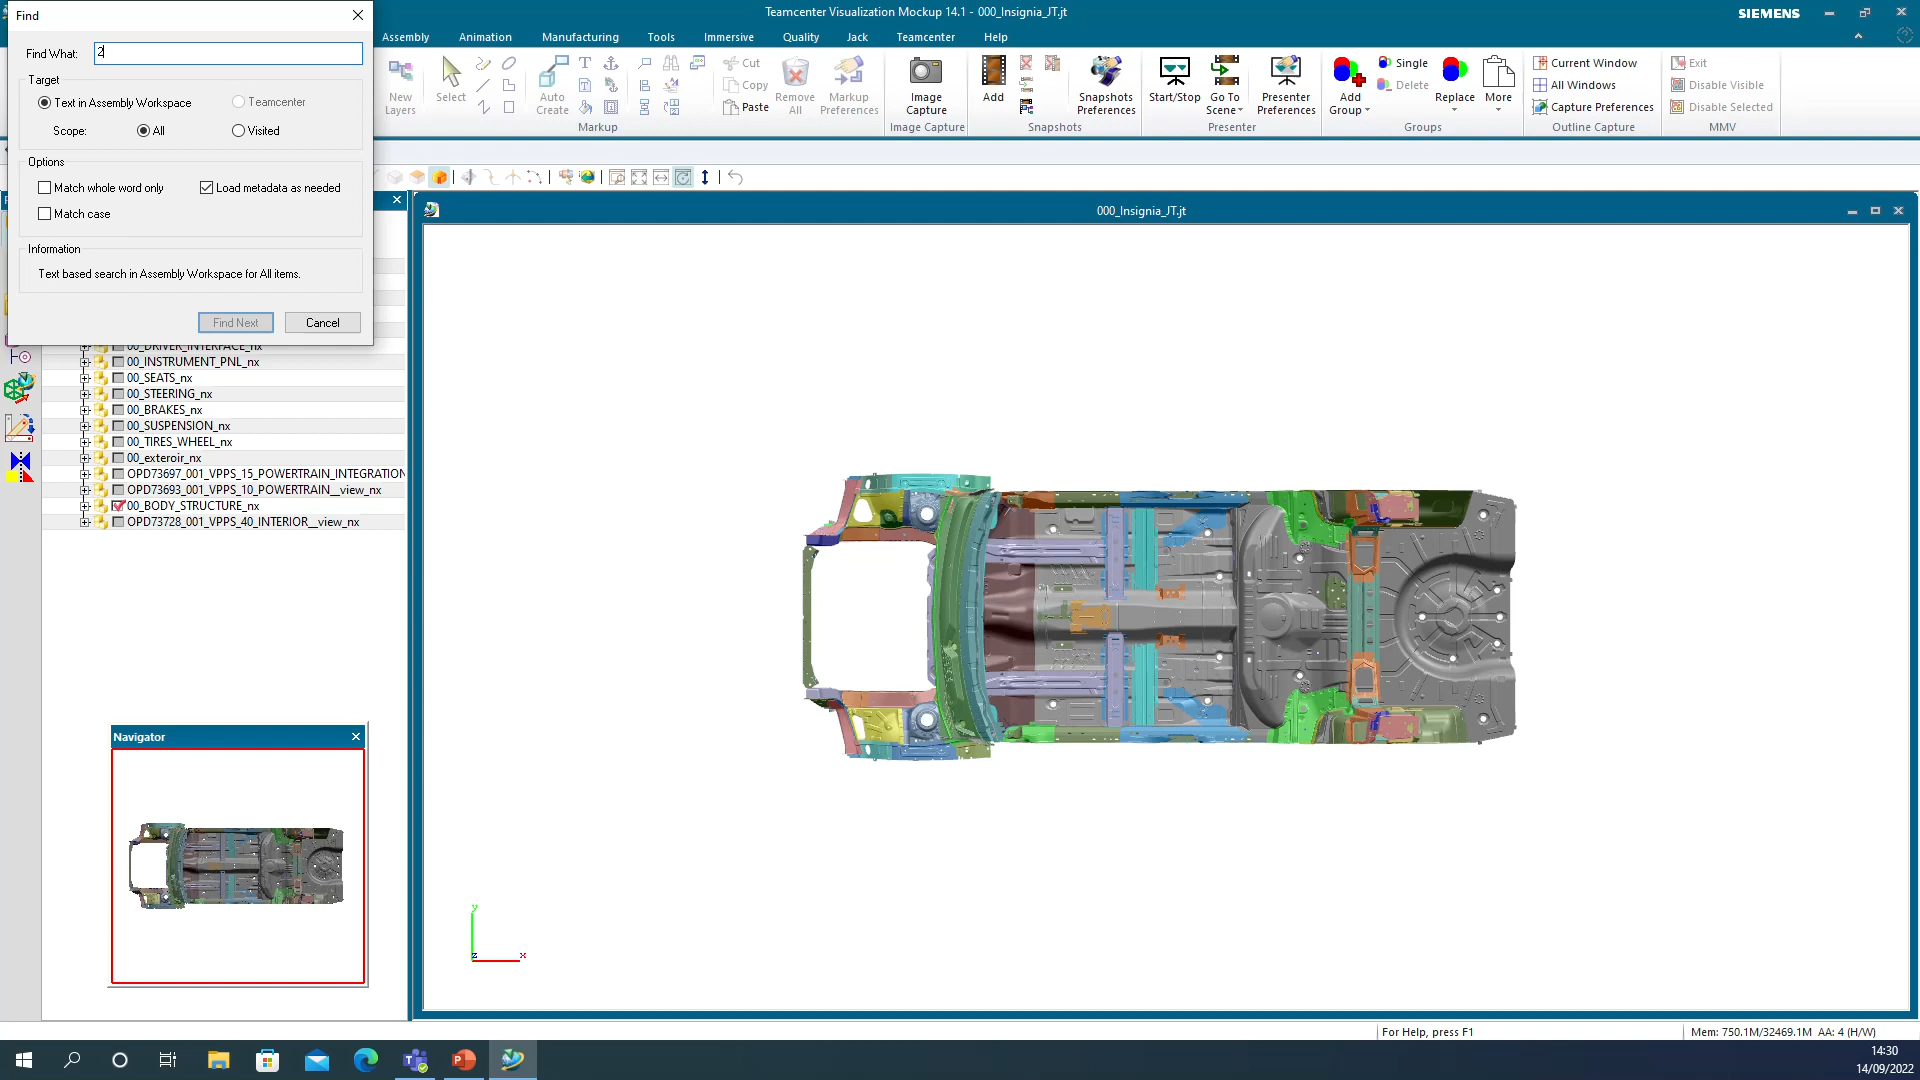 Find
Teamcenter Visualization Mockup 14.1 - 000_Insignia_JT.jt
SIEMENS
Assembly
Animation
Manufacturing
Tools
Immersive
Quality
Jack
Teamcenter
Help
Find What:
2
Target
Text in Assembly Workspace
Teamcenter
Scope:
All
Visited
Options
Match whole word only
Load metadata as needed
Match case
Information
Text based search in Assembly Workspace for All items.
Find Next
Cancel
New Layers
Select
Auto Create
Cut
Copy
Paste
Remove All
Markup Preferences
Markup
Image Capture
Image Capture
Add
Snapshots Preferences
Snapshots
Start/Stop
Go To Scene
Presenter Preferences
Presenter
Add Group
Single
Delete
Replace
More
Groups
Current Window
All Windows
Capture Preferences
Outline Capture
Exit
Disable Visible
Disable Selected
MMV
000_Insignia_JT.jt
00_DRIVER_INTERFACE_nx
00_INSTRUMENT_PNL_nx
00_SEATS_nx
00_STEERING_nx
00_BRAKES_nx
00_SUSPENSION_nx
00_TIRES_WHEEL_nx
00_exteroir_nx
OPD73697_001_VPPS_15_POWERTRAIN_INTEGRATION
OPD73693_001_VPPS_10_POWERTRAIN__view_nx
00_BODY_STRUCTURE_nx
OPD73728_001_VPPS_40_INTERIOR__view_nx
Navigator
y
z
x
For Help, press F1
Mem: 750.1M/32469.1M AA: 4 (H/W)
14:30
14/09/2022